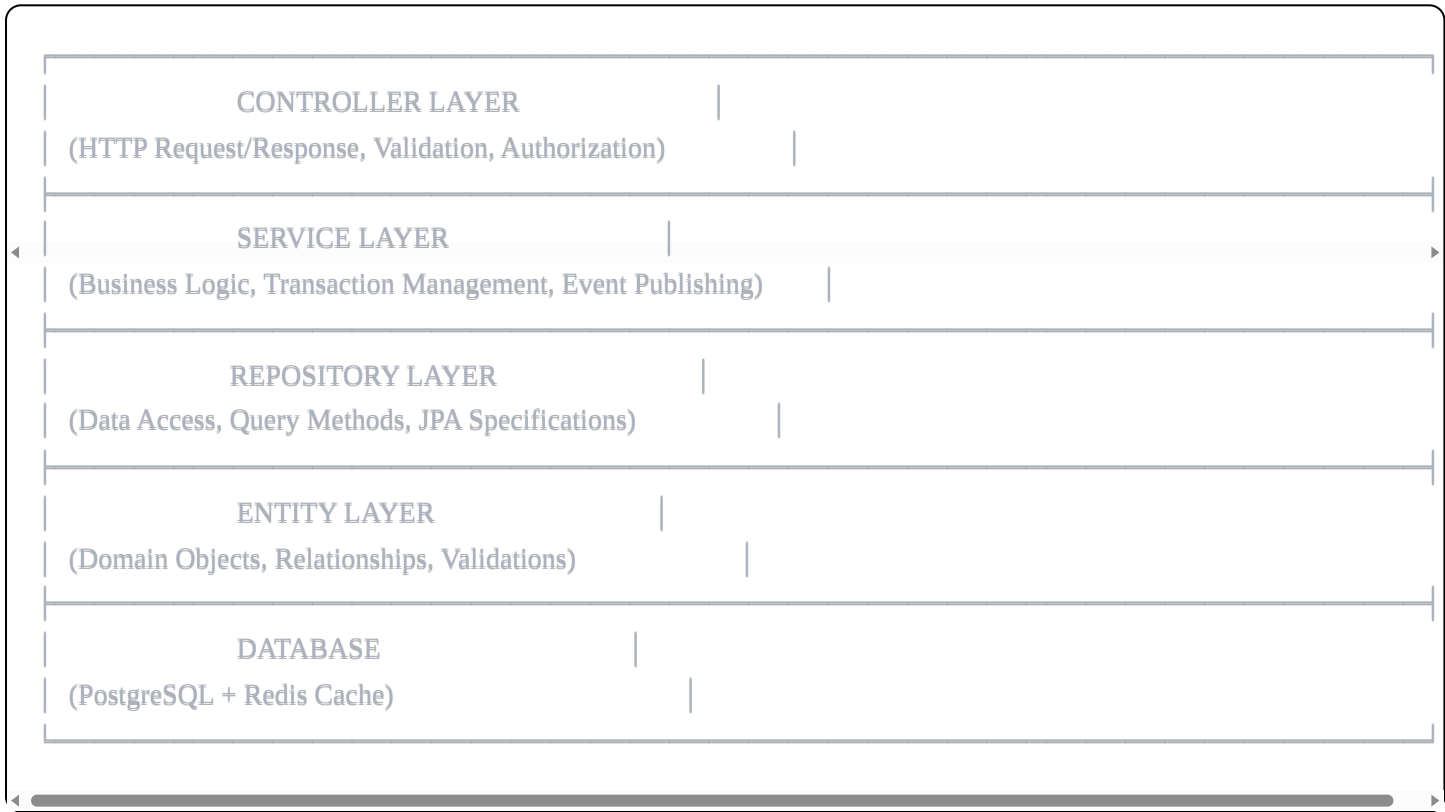 CONTROLLER LAYER
(HTTP Request/Response, Validation, Authorization)
SERVICE LAYER
(Business Logic, Transaction Management, Event Publishing)
REPOSITORY LAYER
(Data Access, Query Methods, JPA Specifications)
ENTITY LAYER
(Domain Objects, Relationships, Validations)
DATABASE
(PostgreSQL + Redis Cache)